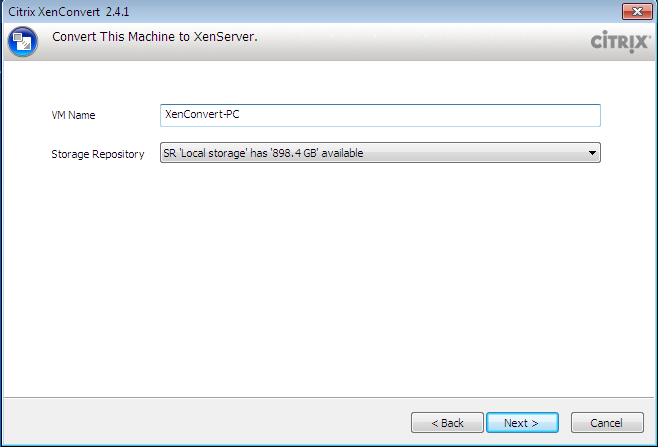 Citrix XenConvert 2.4.1
Convert This Machine to XenServer.
CITRIX
VM Name
XenConvert-PC
Storage Repository
SR 'Local storage' has '898.4 GB' available
< Back
Next >
Cancel